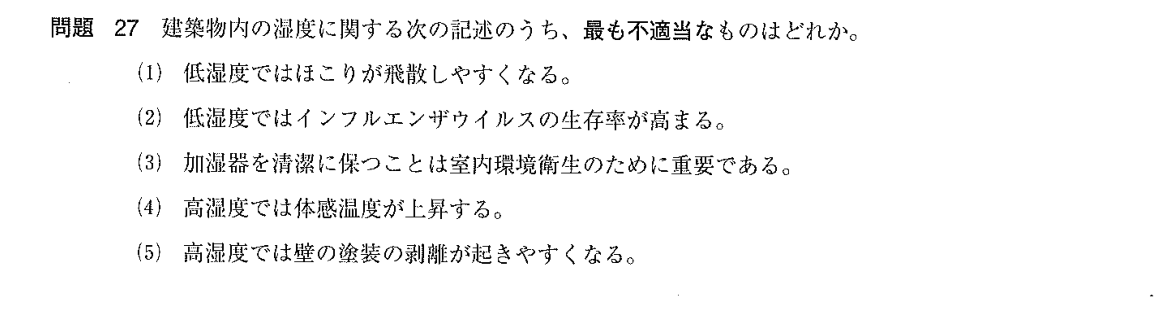 問題 27 建築物内の湿度に関する次の記述のうち、最も不適当なものはどれか。
(1) 低湿度ではほこりが飛散しやすくなる。
(2) 低湿度ではインフルエンザウイルスの生存率が高まる。
(3) 加湿器を清潔に保つことは室内環境衛生のために重要である。
(4) 高湿度では体感温度が上昇する。
(5) 高湿度では壁の塗装の剥離が起きやすくなる。